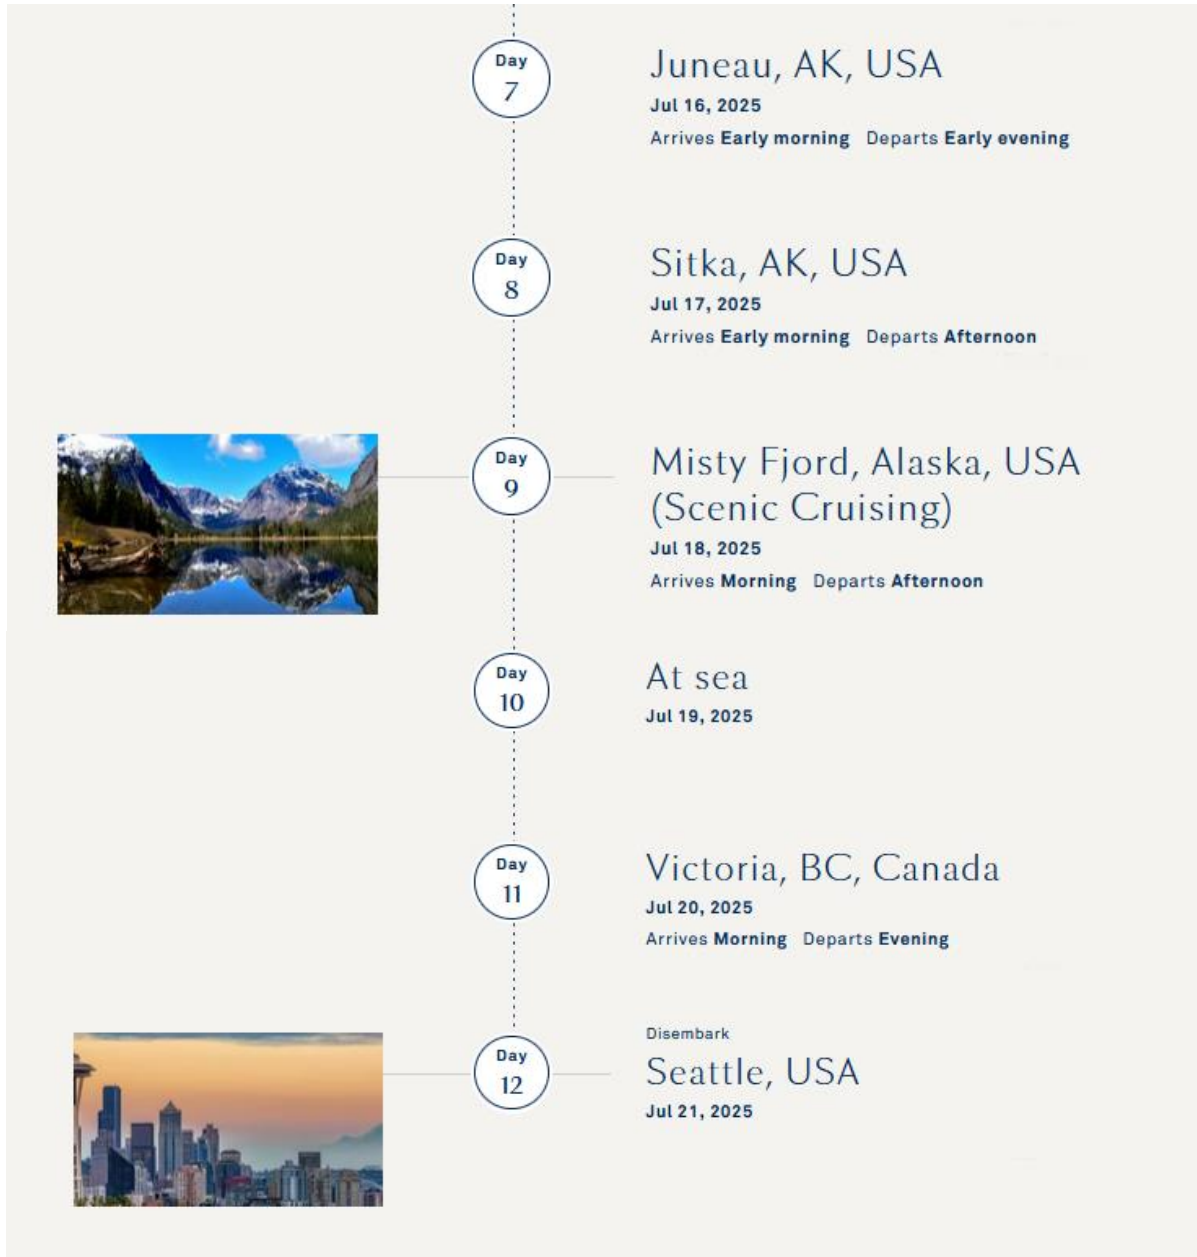 Day
7
Juneau, AK, USA
Jul 16, 2025
Arrives Early morning Departs Early evening
Day
8
Sitka, AK, USA
Jul 17, 2025
Arrives Early morning Departs Afternoon
Day
9
Misty Fjord, Alaska, USA
(Scenic Cruising)
Jul 18, 2025
Arrives Morning Departs Afternoon
Day
10
At sea
Jul 19, 2025
Day
11
Victoria, BC, Canada
Jul 20, 2025
Arrives Morning Departs Evening
Day
12
Disembark
Seattle, USA
Jul 21, 2025